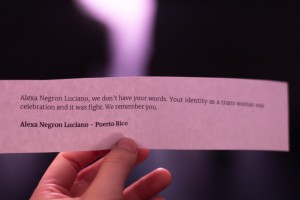 Alexa Negron Luciano, we don't have your words. Your identity as a trans woman was
celebration and it was fight. We remember you.
Alexa Negron Luciano - Puerto Rico